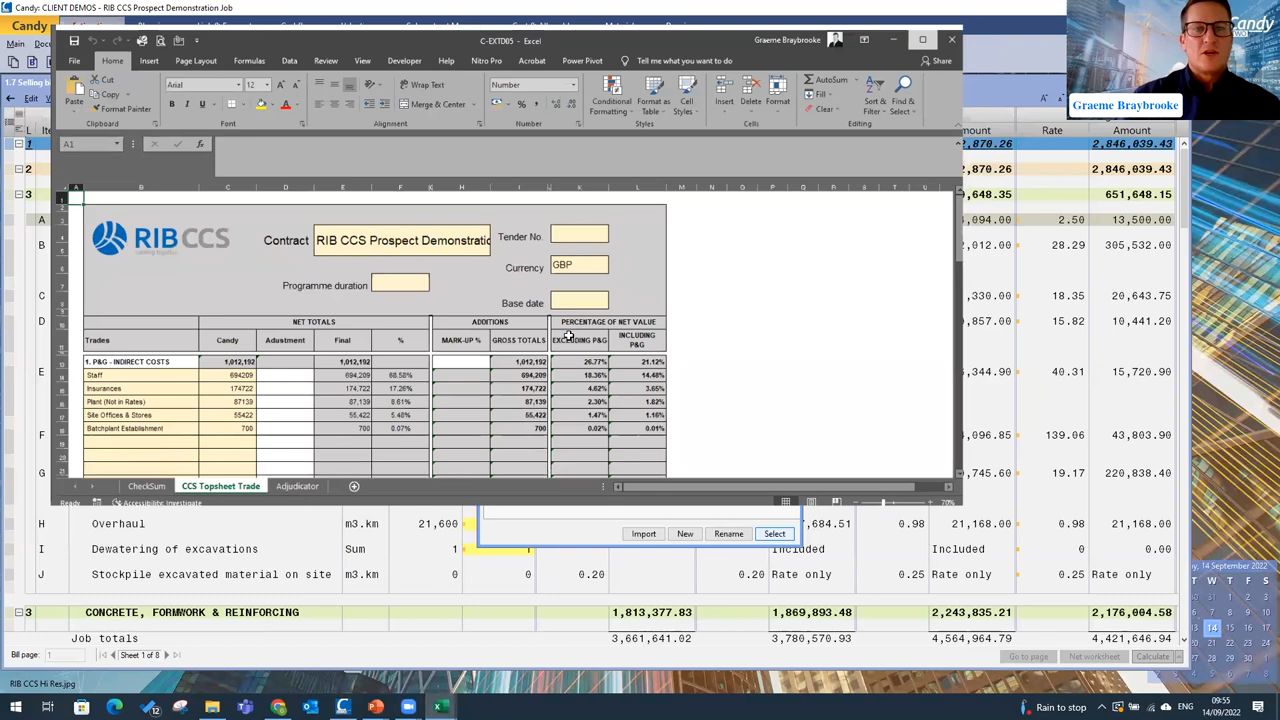 Candy: CLIENT DEMOS - RIB CCS Prospect Demonstration Job
C-EXTD05 - Excel
Graeme Braybrooke
File Home Insert Page Layout Formulas Data Review View Developer Help Nitro Pro Acrobat Power Pivot Tell me what you want to do Share
Paste Cut Copy Format Painter Clipboard
Arial 12 Font
Wrap Text Merge & Center Alignment
Number Number
Conditional Formatting Format as Table Cell Styles Styles
Insert Delete Format Cells
AutoSum Fill Clear Sort & Filter Find & Select Editing
A1
Graeme Braybrooke
RIB CCS
Contract RIB CCS Prospect Demonstratio
Tender No.
Currency GBP
Programme duration
Base date
NET TOTALS ADDITIONS PERCENTAGE OF NET VALUE
Trades Candy Adustment Final % MARK-UP % GROSS TOTALS EXCLUDING P&G INCLUDING P&G
1. P&G - INDIRECT COSTS 1,012,192 1,012,192 1,012,192 26.77% 21.12%
Staff 694209 694,209 68.58% 694,209 18.36% 14.48%
Insurances 174722 174,722 17.26% 174,722 4.62% 3.65%
Plant (Not in Rates) 87139 87,139 8.61% 87,139 2.30% 1.82%
Site Offices & Stores 55422 55,422 5.48% 55,422 1.47% 1.16%
Batchplant Establishment 700 700 0.07% 700 0.02% 0.01%
CheckSum CCS Topsheet Trade Adjudicator
Ready Accessibility: Investigate 70%
Import New Rename Select
Rate Amount
2,846,039.43
2,846,039.43
651,648.15
2.50 13,500.00
28.29 305,532.00
18.35 20,643.75
15.82 10,441.20
40.31 15,720.90
139.06 43,803.90
19.17 220,838.40
H Overhaul m3.km 21,600 0.98 21,168.00 0.98 21,168.00
I Dewatering of excavations Sum 1 1 Included Included 0 0.00
J Stockpile excavated material on site m3.km 0 0 0.20 0.20 Rate only 0.25 Rate only 0.25 Rate only
3 CONCRETE, FORMWORK & REINFORCING 1,813,377.83 1,869,893.48 2,243,835.21 2,176,004.58
Job totals 3,661,641.02 3,780,570.93 4,564,964.79 4,421,646.94
Bill page: 1 Sheet 1 of 8
Go to page Net worksheet Calculate
RIB CCS Hi Res.jpg
14 September 2022
Rain to stop ENG 09:55
14/09/2022